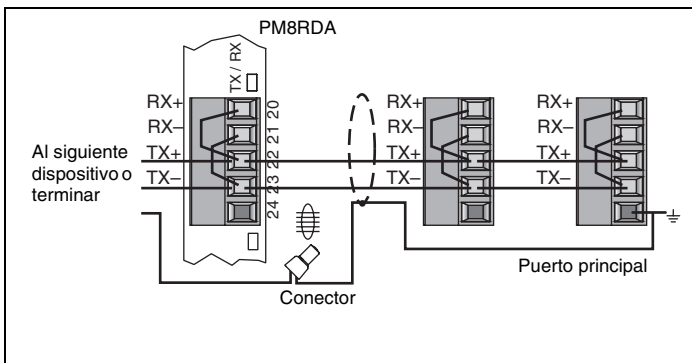 PM8RDA
TX / RX
RX+
RX–
TX+
TX–
20
21
22
23
24
Al siguiente
dispositivo o
terminar
RX+
RX–
TX+
TX–
RX+
RX–
TX+
TX–
Conector
Puerto principal